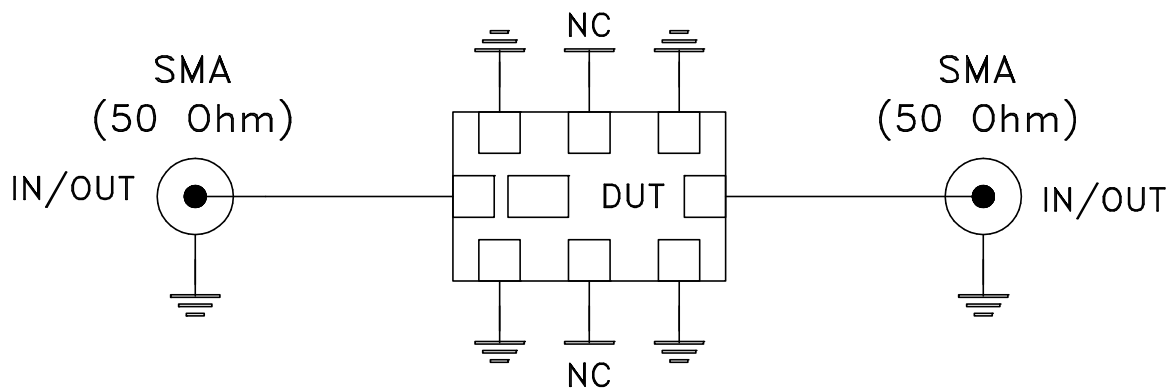 NC
SMA
(50 Ohm)
SMA
(50 Ohm)
IN/OUT
DUT
IN/OUT
NC